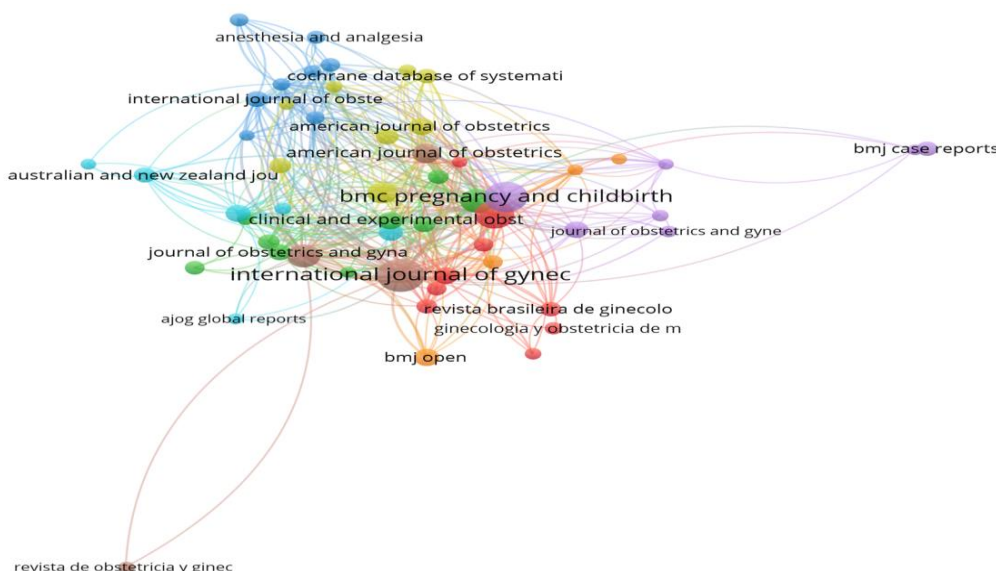 anesthesia and analgesia
cochrane database of systemati
international journal of obste
american journal of obstetrics
american journal of obstetrics
bmj case reports
australian and new zealand jou
bmc pregnancy and childbirth
clinical and experimental obst
journal of obstetrics and gyne
journal of obstetrics and gyna
international journal of gynec
ajog global reports
revista brasileira de ginecolo
ginecologia y obstetricia de m
bmj open
revista de obstetricia y ginec